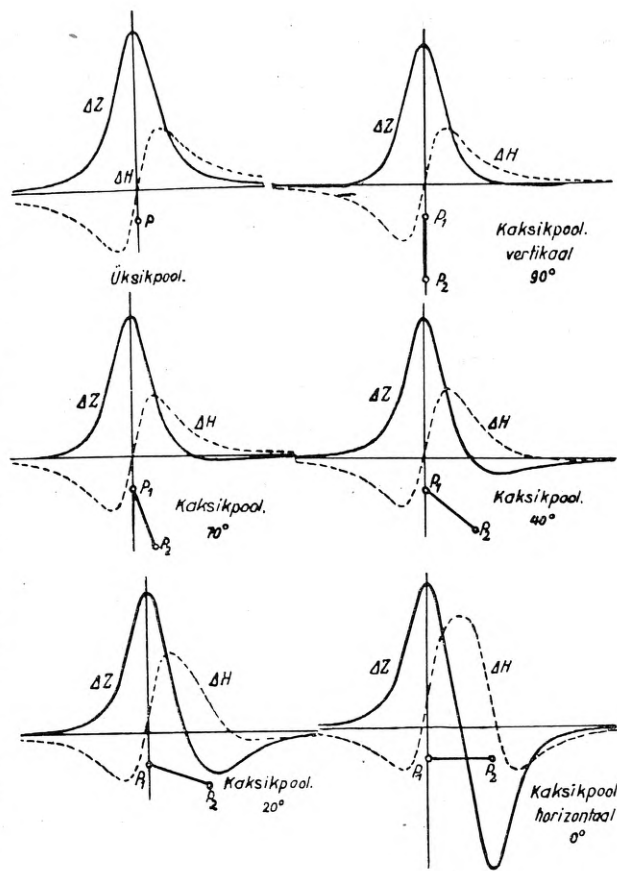 ΔZ
ΔH
P
Üksikpool.
ΔZ
ΔH
P1
P2
Kaksikpool.
vertikaal
90°
ΔZ
ΔH
P1
P2
Kaksikpool.
70°
ΔZ
ΔH
P1
P2
Kaksikpool.
40°
ΔZ
ΔH
P1
P2
Kaksikpool.
20°
ΔZ
ΔH
P1
P2
Kaksikpool
horizontaal
0°